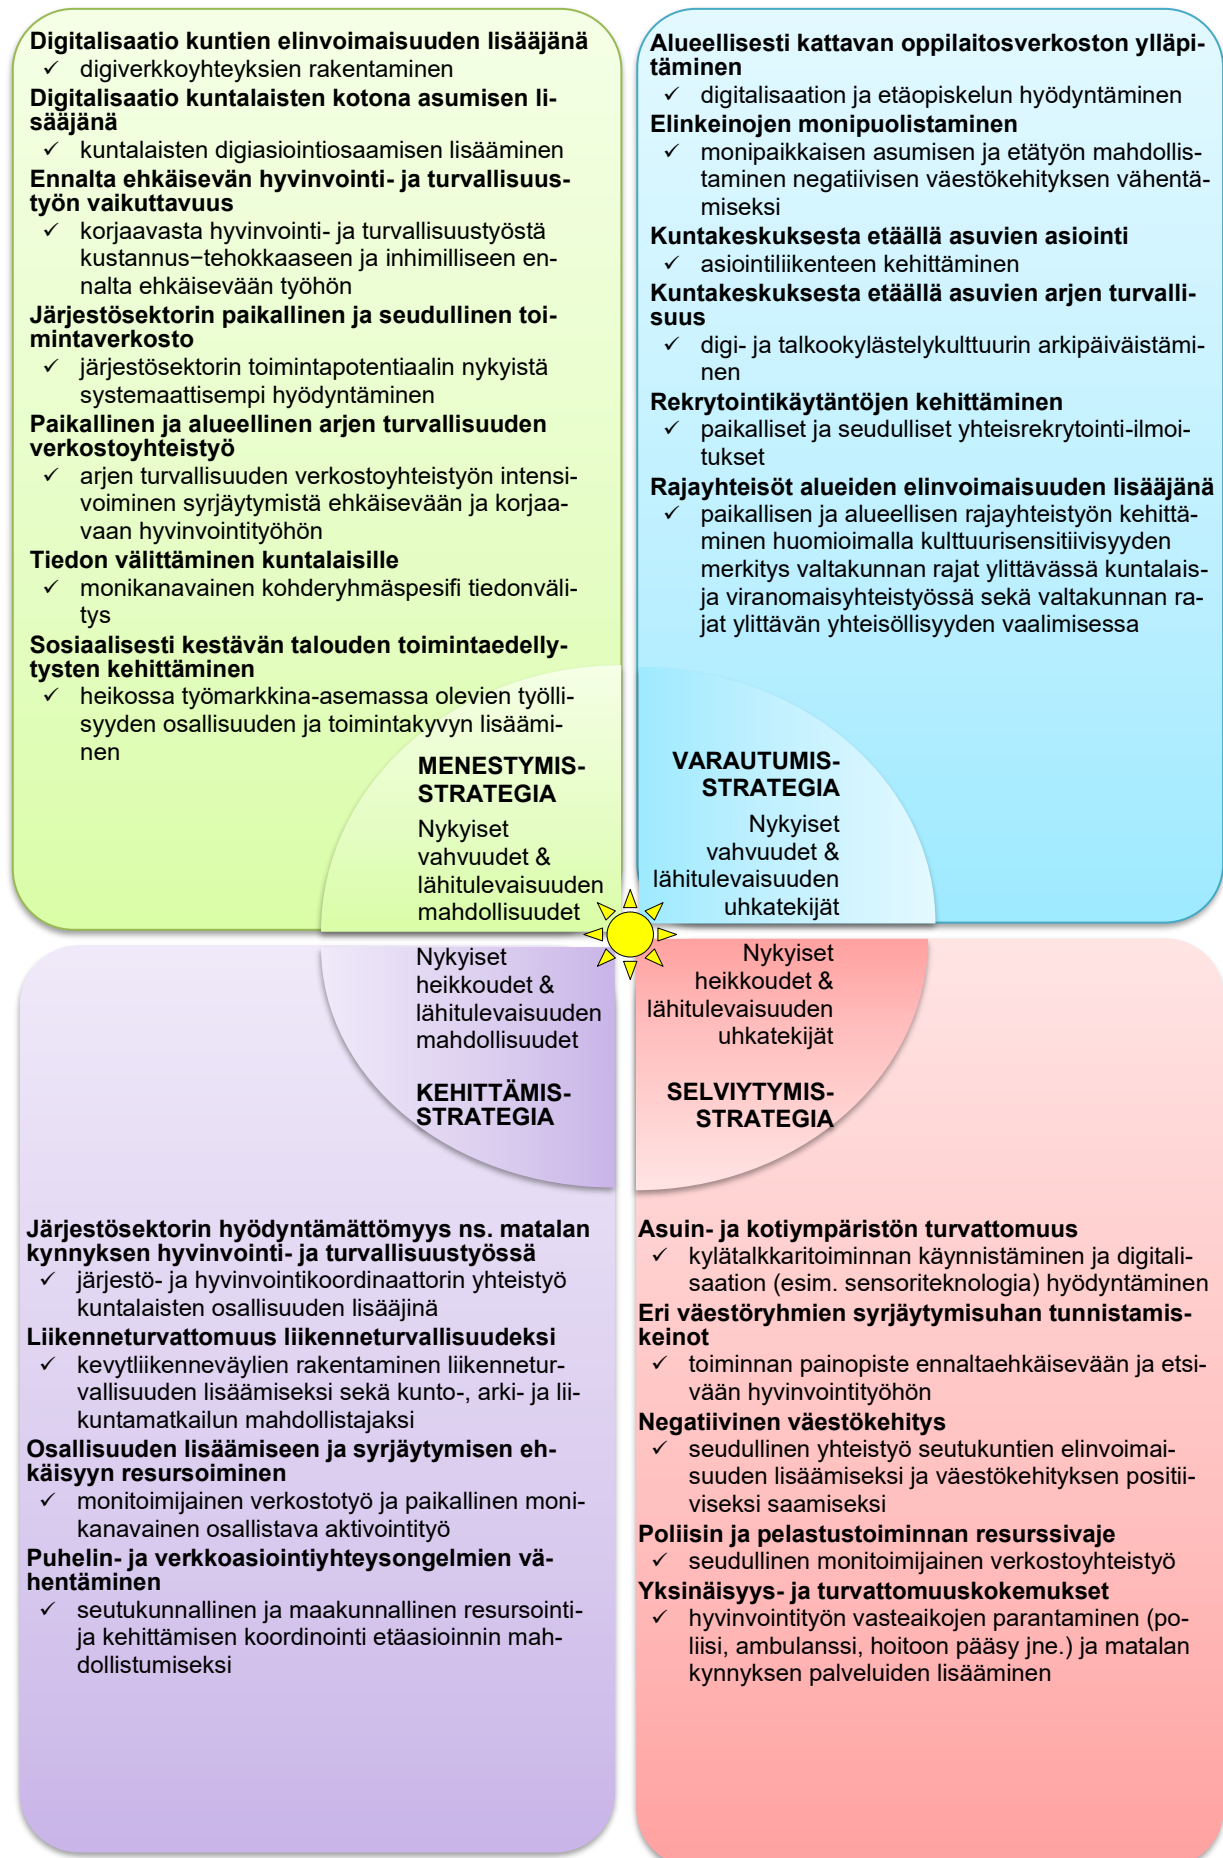 Digitalisaatio kuntien elinvoimaisuuden lisääjänä
✓ digiverkkoyhteyksien rakentaminen
Digitalisaatio kuntalaisten kotona asumisen li-
sääjänä
✓ kuntalaisten digiasiointiosaamisen lisääminen
Ennalta ehkäisevän hyvinvointi- ja turvallisuus-
työn vaikuttavuus
✓ korjaavasta hyvinvointi- ja turvallisuustyöstä
kustannus−tehokkaaseen ja inhimilliseen en-
nalta ehkäisevään työhön
Järjestösektorin paikallinen ja seudullinen toi-
mintaverkosto
✓ järjestösektorin toimintapotentiaalin nykyistä
systemaattisempi hyödyntäminen
Paikallinen ja alueellinen arjen turvallisuuden
verkostoyhteistyö
✓ arjen turvallisuuden verkostoyhteistyön intensi-
voiminen syrjäytymistä ehkäisevään ja korjaa-
vaan hyvinvointityöhön
Tiedon välittäminen kuntalaisille
✓ monikanavainen kohderyhmäspesifi tiedonväli-
tys
Sosiaalisesti kestävän talouden toimintaedelly-
tysten kehittäminen
✓ heikossa työmarkkina-asemassa olevien työlli-
syyden osallisuuden ja toimintakyvyn lisäämi-
nen
MENESTYMIS-
STRATEGIA
Nykyiset
vahvuudet &
lähitulevaisuuden
mahdollisuudet
Alueellisesti kattavan oppilaitosverkoston ylläpi-
täminen
✓ digitalisaation ja etäopiskelun hyödyntäminen
Elinkeinojen monipuolistaminen
✓ monipaikkaisen asumisen ja etätyön mahdollis-
taminen negatiivisen väestökehityksen vähentä-
miseksi
Kuntakeskuksesta etäällä asuvien asiointi
✓ asiointiliikenteen kehittäminen
Kuntakeskuksesta etäällä asuvien arjen turvalli-
suus
✓ digi- ja talkookylästelykulttuurin arkipäiväistämi-
nen
Rekrytointikäytäntöjen kehittäminen
✓ paikalliset ja seudulliset yhteisrekrytointi-ilmoi-
tukset
Rajayhteisöt alueiden elinvoimaisuuden lisääjänä
✓ paikallisen ja alueellisen rajayhteistyön kehittä-
minen huomioimalla kulttuurisensitiivisyyden
merkitys valtakunnan rajat ylittävässä kuntalais-
ja viranomaisyhteistyössä sekä valtakunnan ra-
jat ylittävän yhteisöllisyyden vaalimisessa
VARAUTUMIS-
STRATEGIA
Nykyiset
vahvuudet &
lähitulevaisuuden
uhkatekijät
Nykyiset
heikkoudet &
lähitulevaisuuden
mahdollisuudet
KEHITTÄMIS-
STRATEGIA
Järjestösektorin hyödyntämättömyys ns. matalan
kynnyksen hyvinvointi- ja turvallisuustyössä
✓ järjestö- ja hyvinvointikoordinaattorin yhteistyö
kuntalaisten osallisuuden lisääjinä
Liikenneturvattomuus liikenneturvallisuudeksi
✓ kevytliikenneväylien rakentaminen liikennetur-
vallisuuden lisäämiseksi sekä kunto-, arki- ja lii-
kuntamatkailun mahdollistajaksi
Osallisuuden lisäämiseen ja syrjäytymisen eh-
käisyyn resursoiminen
✓ monitoimijainen verkostotyö ja paikallinen moni-
kanavainen osallistava aktivointityö
Puhelin- ja verkkoasiointiyhteysongelmien vä-
hentäminen
✓ seutukunnallinen ja maakunnallinen resursointi-
ja kehittämisen koordinointi etäasioinnin mah-
dollistumiseksi
Nykyiset
heikkoudet &
lähitulevaisuuden
uhkatekijät
SELVIYTYMIS-
STRATEGIA
Asuin- ja kotiympäristön turvattomuus
✓ kylätalkkaritoiminnan käynnistäminen ja digitali-
saation (esim. sensoriteknologia) hyödyntäminen
Eri väestöryhmien syrjäytymisuhan tunnistamis-
keinot
✓ toiminnan painopiste ennaltaehkäisevään ja etsi-
vään hyvinvointityöhön
Negatiivinen väestökehitys
✓ seudullinen yhteistyö seutukuntien elinvoimai-
suuden lisäämiseksi ja väestökehityksen positii-
viseksi saamiseksi
Poliisin ja pelastustoiminnan resurssivaje
✓ seudullinen monitoimijainen verkostoyhteistyö
Yksinäisyys- ja turvattomuuskokemukset
✓ hyvinvointityön vasteaikojen parantaminen (po-
liisi, ambulanssi, hoitoon pääsy jne.) ja matalan
kynnyksen palveluiden lisääminen